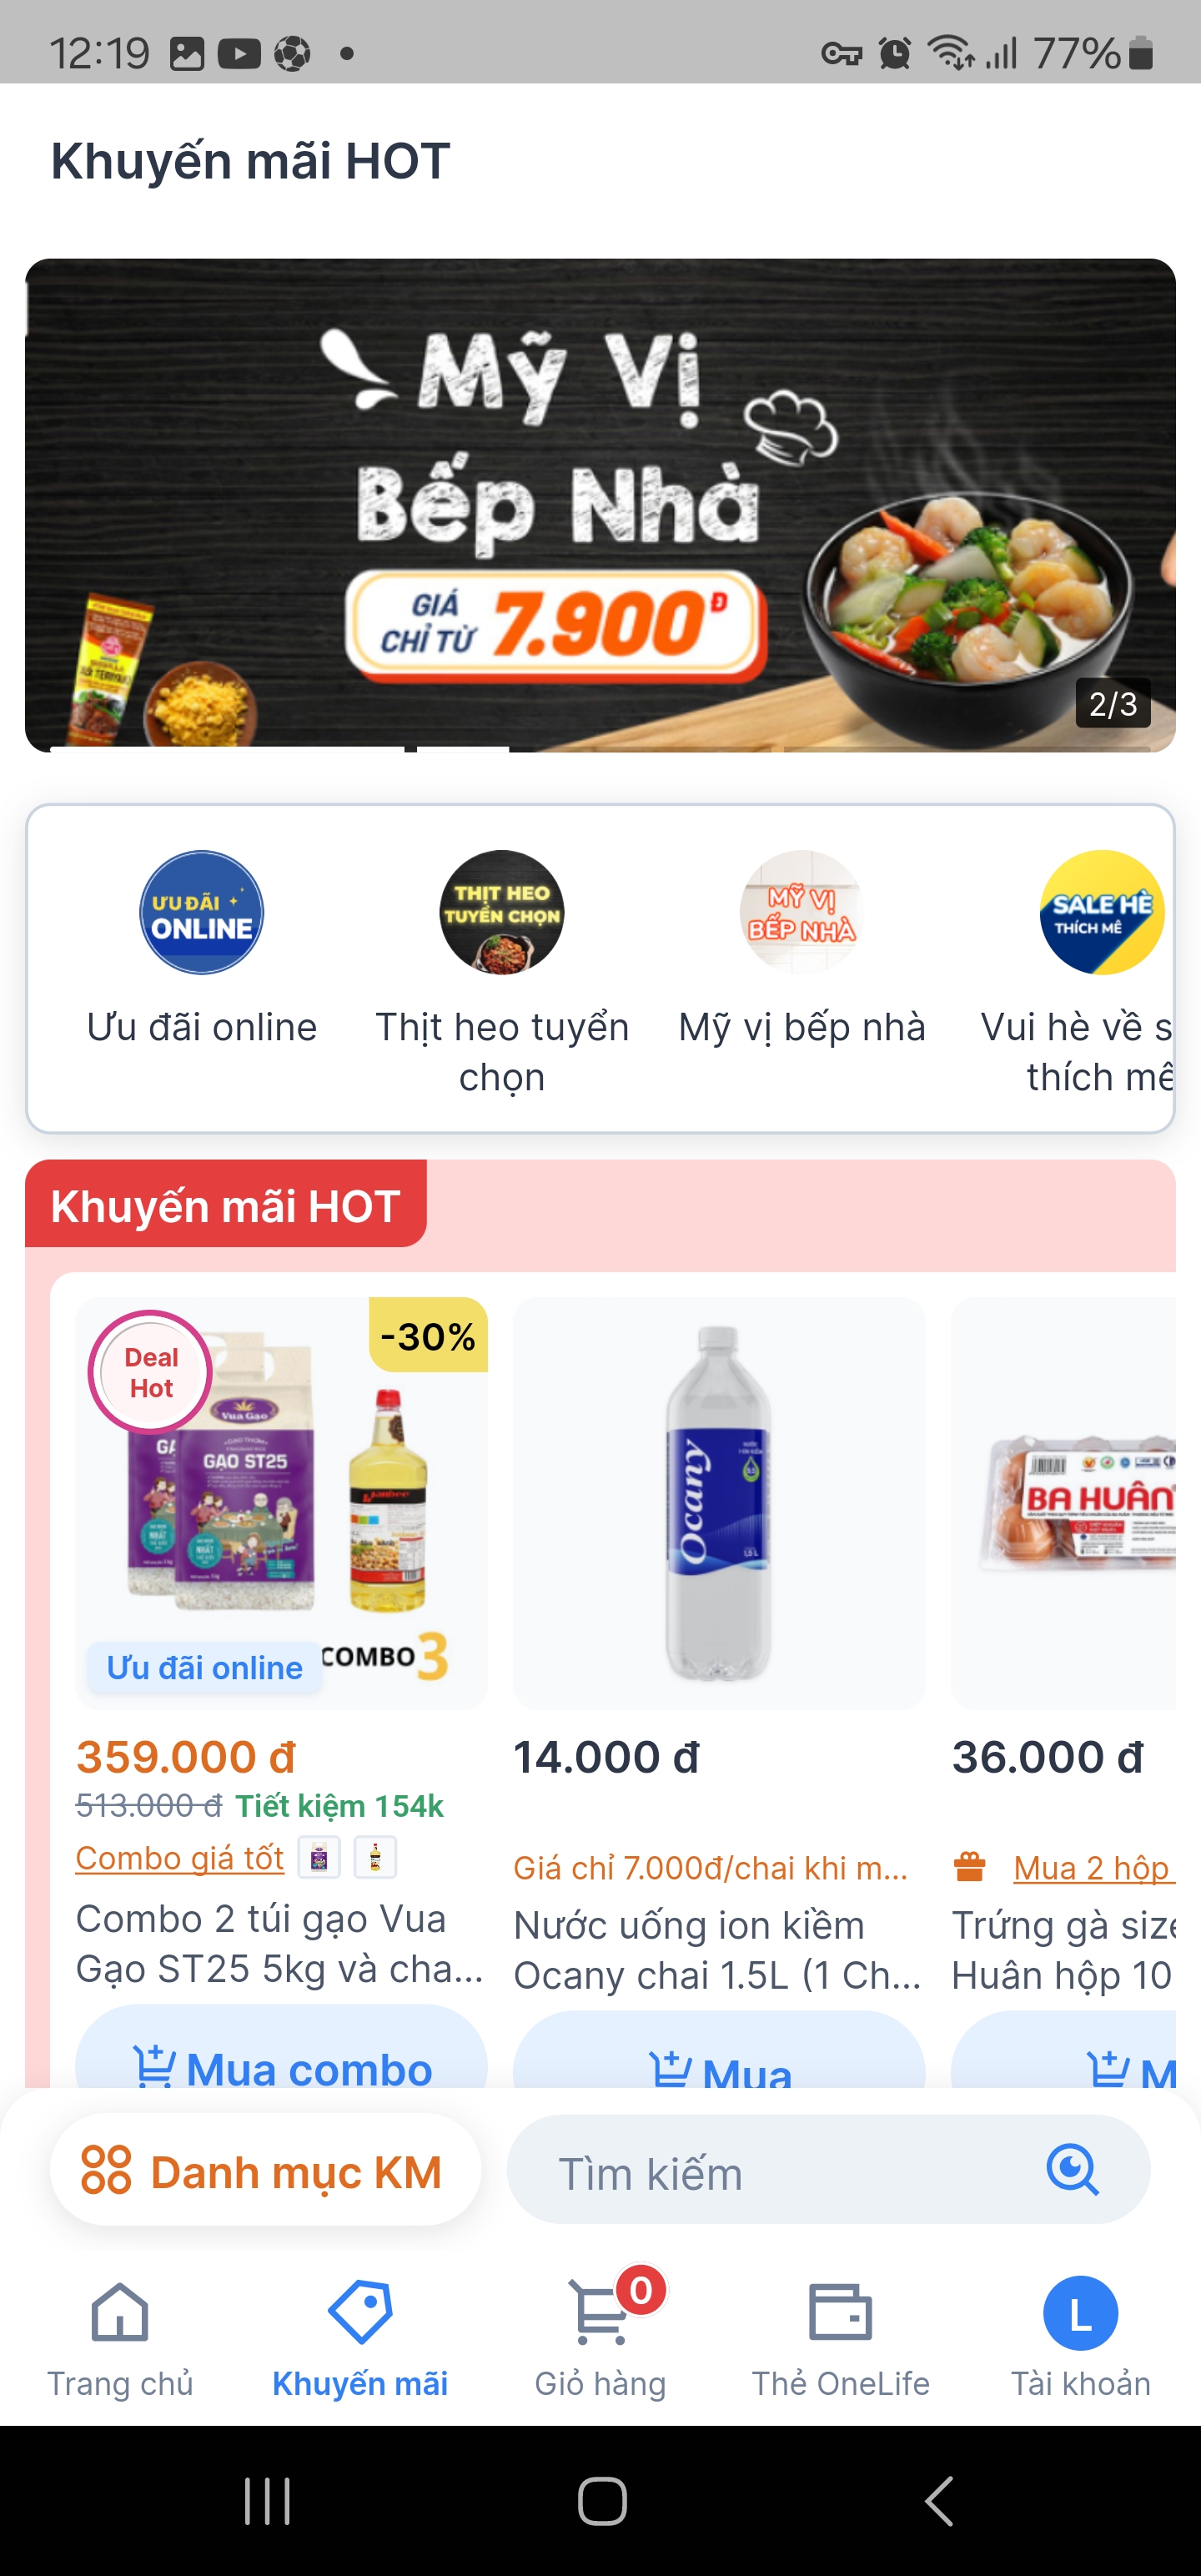 12:19
77%
Khuyến mãi HOT
Mỹ Vị
Bếp Nhà
GIÁ
CHỈ TỪ 7.900Đ
2/3
ƯU ĐÃI
ONLINE
THỊT HEO
TUYỂN CHỌN
MỸ VỊ
BẾP NHÀ
SALE HÈ
THÍCH MÊ
Ưu đãi online
Thịt heo tuyển
chọn
Mỹ vị bếp nhà
Vui hè về s
thích mê
Khuyến mãi HOT
Deal
Hot
-30%
Vua Gạo
GẠO ST25
Ocany
BA HUÂN
Ưu đãi online
COMBO 3
359.000 đ
513.000 đ Tiết kiệm 154k
Combo giá tốt
Combo 2 túi gạo Vua
Gạo ST25 5kg và cha...
Mua combo
14.000 đ
Giá chỉ 7.000đ/chai khi m...
Nước uống ion kiềm
Ocany chai 1.5L (1 Ch...
Mua
36.000 đ
Mua 2 hộp
Trứng gà size
Huân hộp 10
M
Danh mục KM
Tìm kiếm
0
L
Trang chủ
Khuyến mãi
Giỏ hàng
Thẻ OneLife
Tài khoản